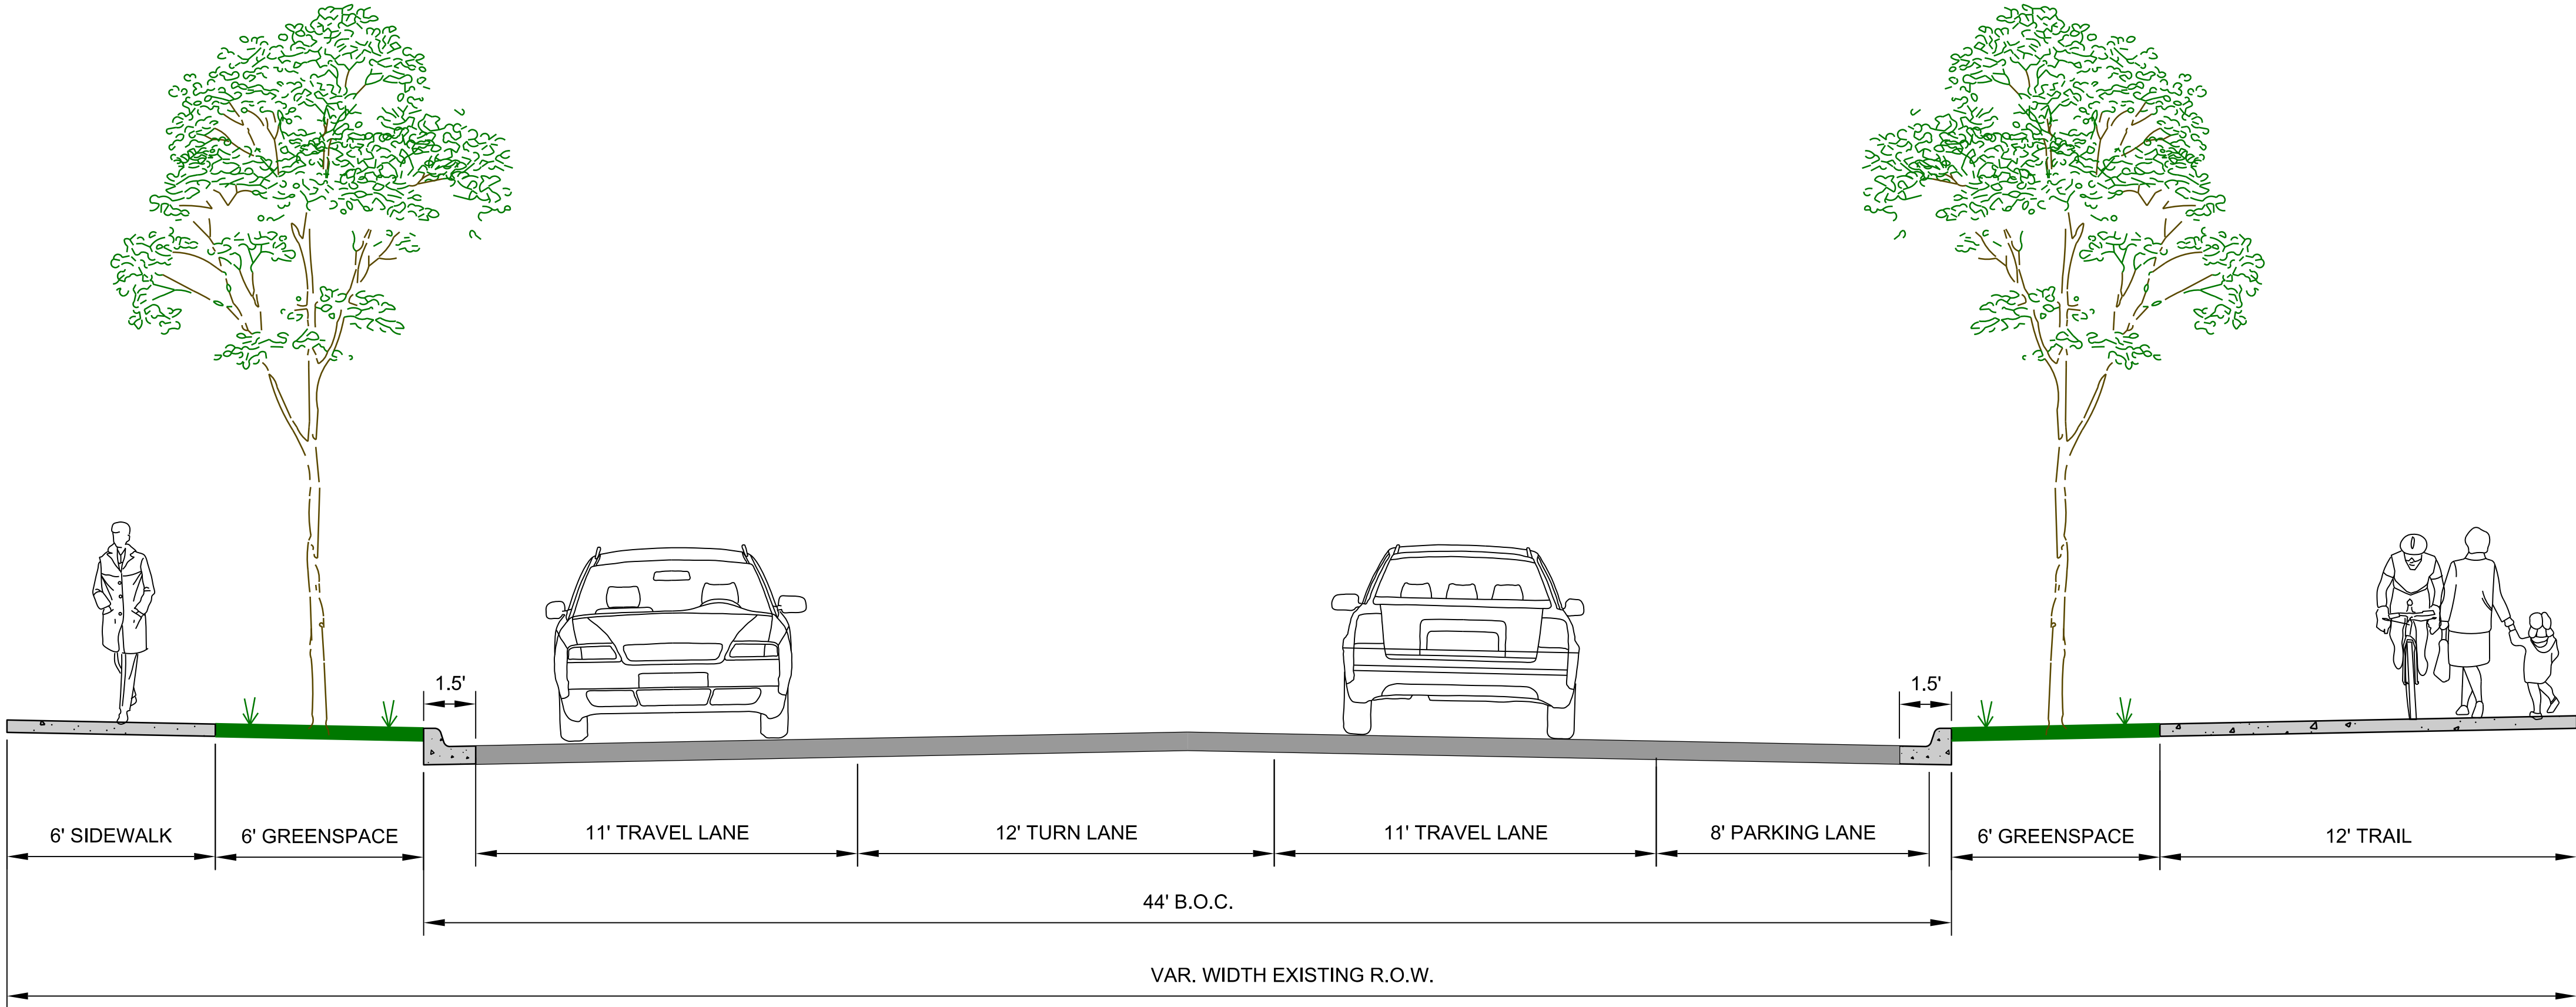 1.5'
1.5'
6' SIDEWALK
6' GREENSPACE
11' TRAVEL LANE
12' TURN LANE
11' TRAVEL LANE
8' PARKING LANE
6' GREENSPACE
12' TRAIL
44' B.O.C.
VAR. WIDTH EXISTING R.O.W.